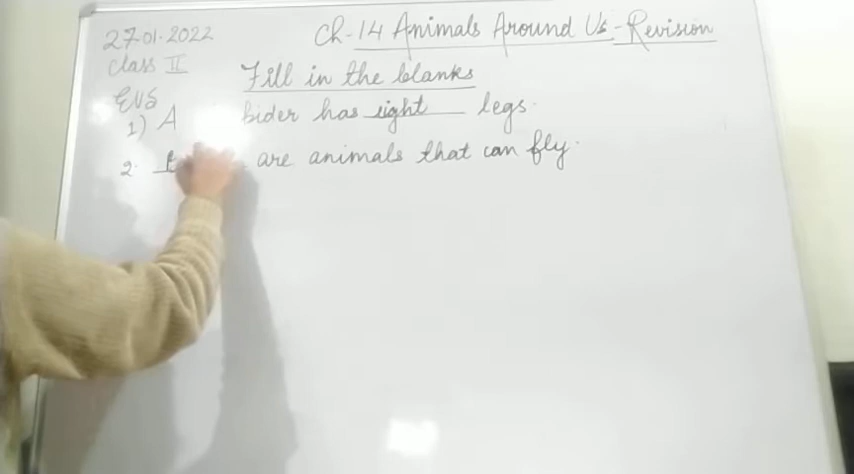 27-01-2022 Ch-14 Animals Around Us - Revision
Class II
Fill in the blanks
EVS
1) A bider has eight legs.
2. are animals that can fly.